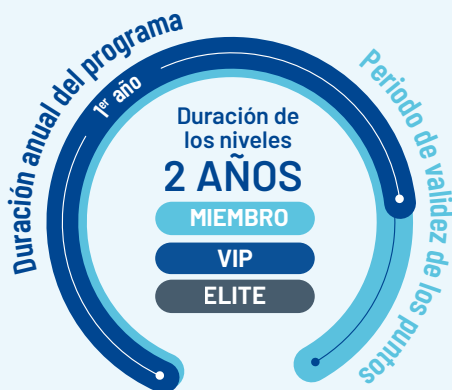 Duración anual del programa
1er año
Periodo de validez de los puntos
Duración de
los niveles
2 AÑOS
MIEMBRO
VIP
ELITE